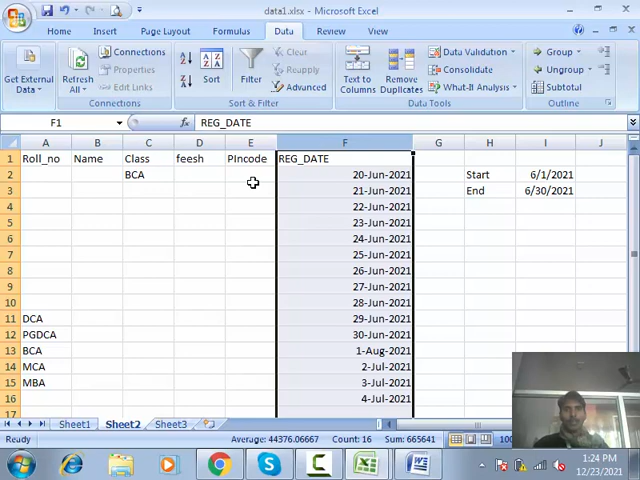 data1.xlsx - Microsoft Excel
Home Insert Page Layout Formulas Data Review View
Get External Data
Refresh All
Connections
Properties
Edit Links
Connections
Sort
Filter
Clear
Reapply
Advanced
Sort & Filter
Text to Columns
Remove Duplicates
Data Validation
Consolidate
What-If Analysis
Data Tools
Group
Ungroup
Subtotal
Outline
F1 REG_DATE
A B C D E F G H I J
1 Roll_no Name Class feesh PIncode REG_DATE
2 BCA 20-Jun-2021 Start 6/1/2021
3 21-Jun-2021 End 6/30/2021
4 22-Jun-2021
5 23-Jun-2021
6 24-Jun-2021
7 25-Jun-2021
8 26-Jun-2021
9 27-Jun-2021
10 28-Jun-2021
11 DCA 29-Jun-2021
12 PGDCA 30-Jun-2021
13 BCA 1-Aug-2021
14 MCA 2-Jul-2021
15 MBA 3-Jul-2021
16 4-Jul-2021
17
Sheet1 Sheet2 Sheet3
Ready Average: 44376.06667 Count: 16 Sum: 665641 100
1:24 PM
12/23/2021